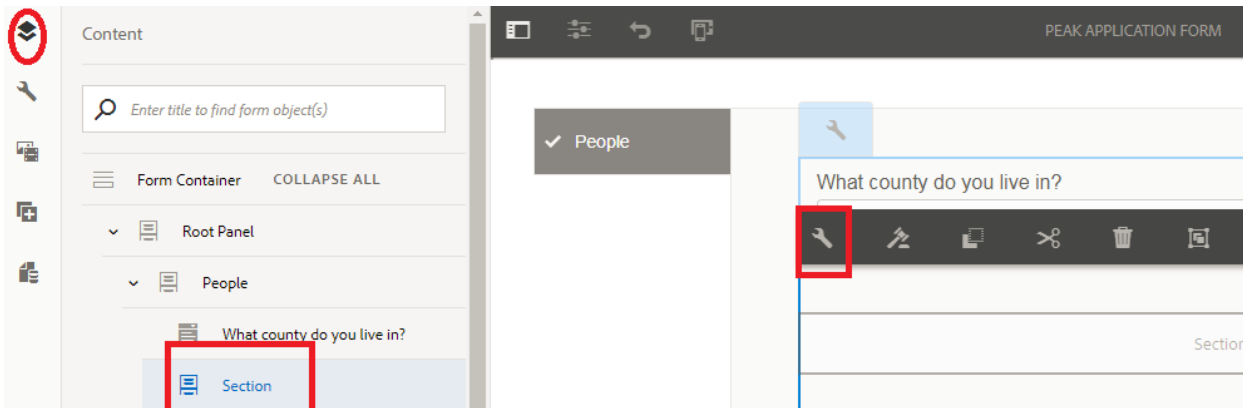 Content
Enter title to find form object(s)
Form Container COLLAPSE ALL
Root Panel
People
What county do you live in?
Section
PEAK APPLICATION FORM
People
What county do you live in?
Section